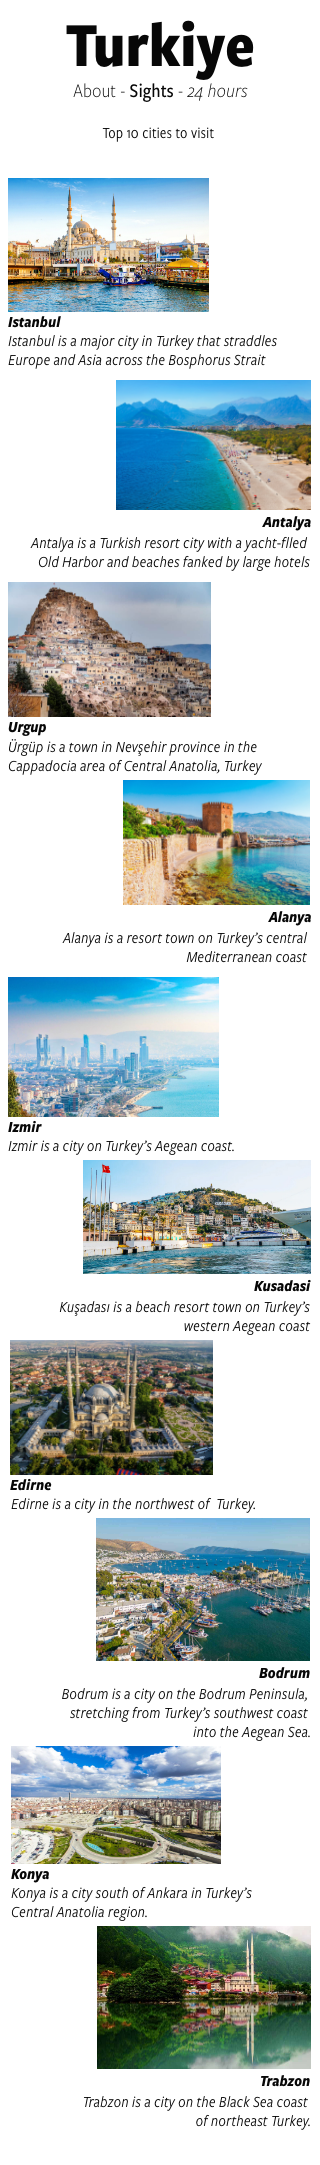 Turkiye
About - Sights - 24 hours
Top 10 cities to visit
Istanbul
Istanbul is a major city in Turkey that straddles
Europe and Asia across the Bosphorus Strait
Antalya
Antalya is a Turkish resort city with a yacht-flled
Old Harbor and beaches fanked by large hotels
Urgup
Ürgüp is a town in Nevşehir province in the
Cappadocia area of Central Anatolia, Turkey
Alanya
Alanya is a resort town on Turkey’s central
Mediterranean coast
Izmir
Izmir is a city on Turkey’s Aegean coast.
Kusadasi
Kuşadası is a beach resort town on Turkey’s
western Aegean coast
Edirne
Edirne is a city in the northwest of  Turkey.
Bodrum
Bodrum is a city on the Bodrum Peninsula,
stretching from Turkey’s southwest coast
into the Aegean Sea.
Konya
Konya is a city south of Ankara in Turkey’s
Central Anatolia region.
Trabzon
Trabzon is a city on the Black Sea coast
of northeast Turkey.